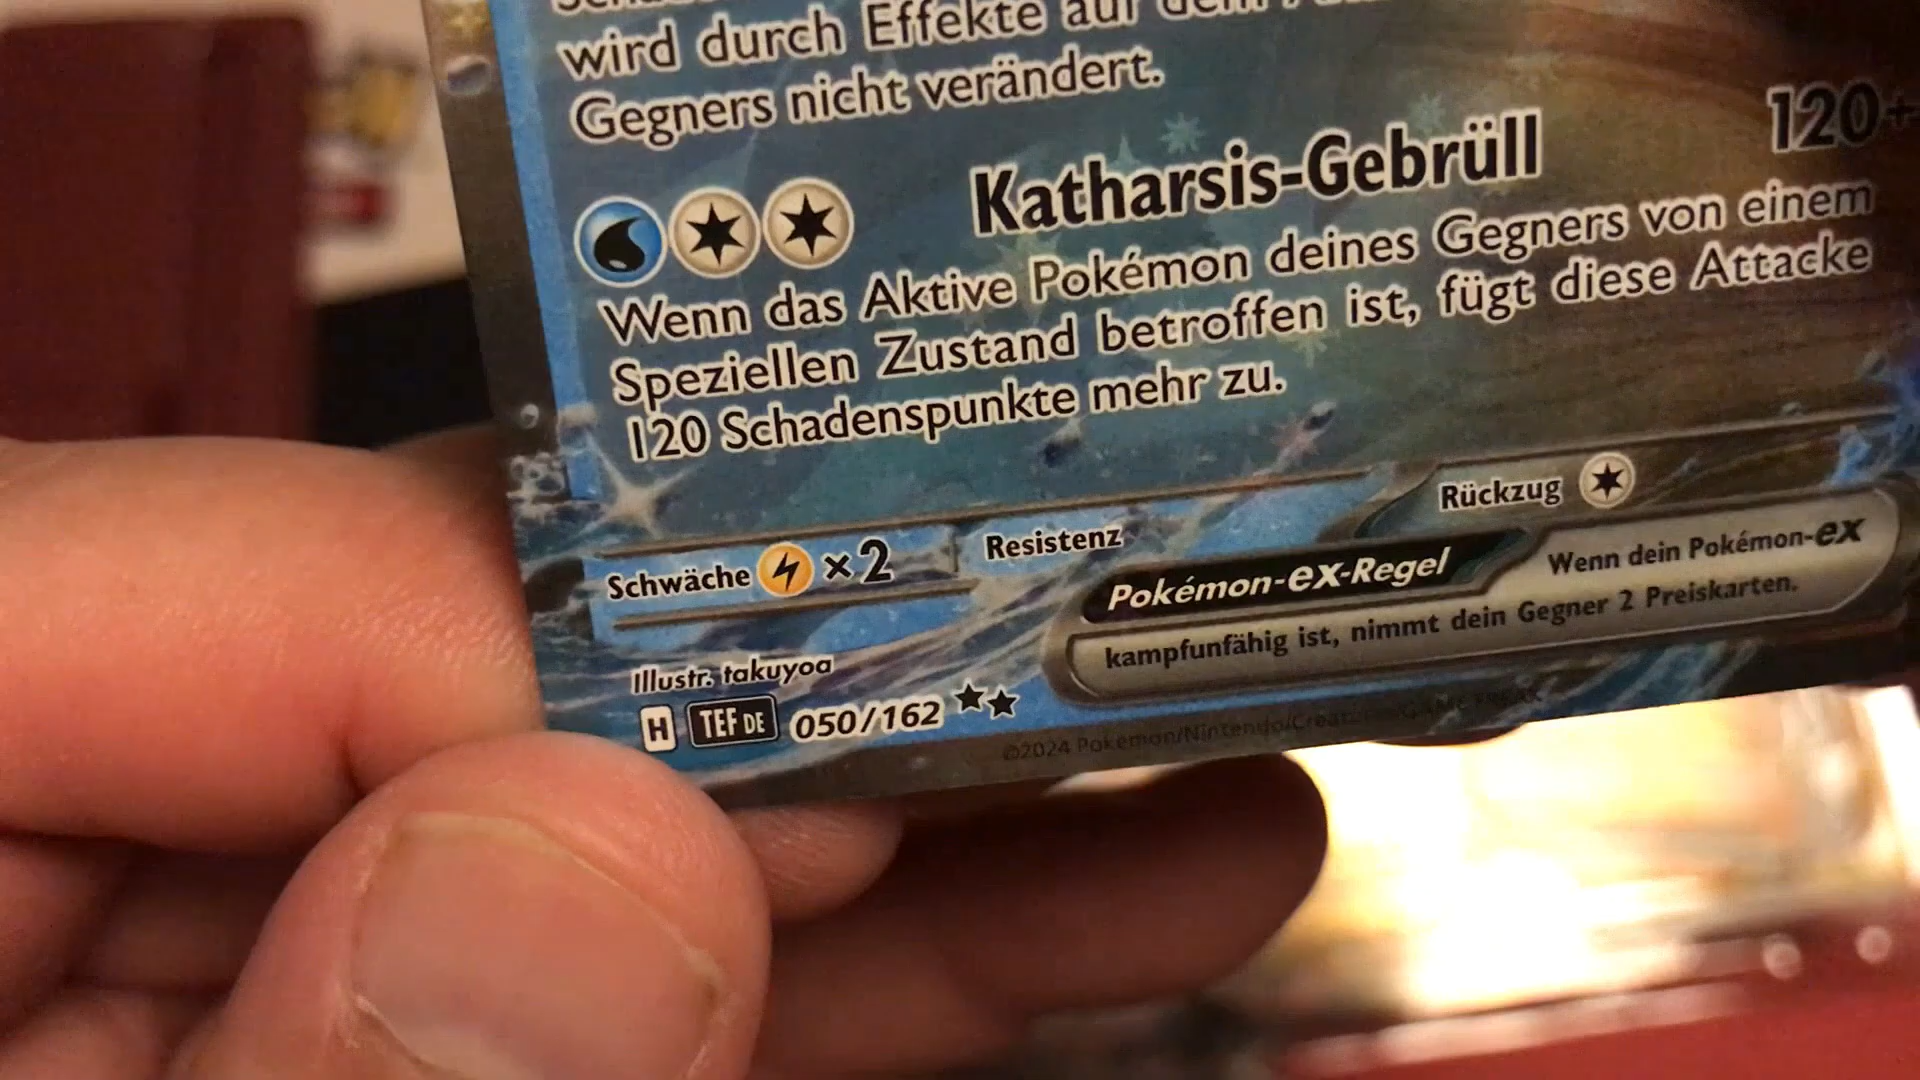 wird durch Effekte auf dem
Gegners nicht verändert.
Katharsis-Gebrüll 120+
Wenn das Aktive Pokémon deines Gegners von einem
Speziellen Zustand betroffen ist, fügt diese Attacke
120 Schadenspunkte mehr zu.
Schwäche ×2 Resistenz Rückzug
Pokémon-ex-Regel Wenn dein Pokémon-ex
kampfunfähig ist, nimmt dein Gegner 2 Preiskarten.
Illustr. takuyoa
H TEF DE 050/162 ★★
©2024 Pokémon/Nintendo/Creatures/GAME FREAK